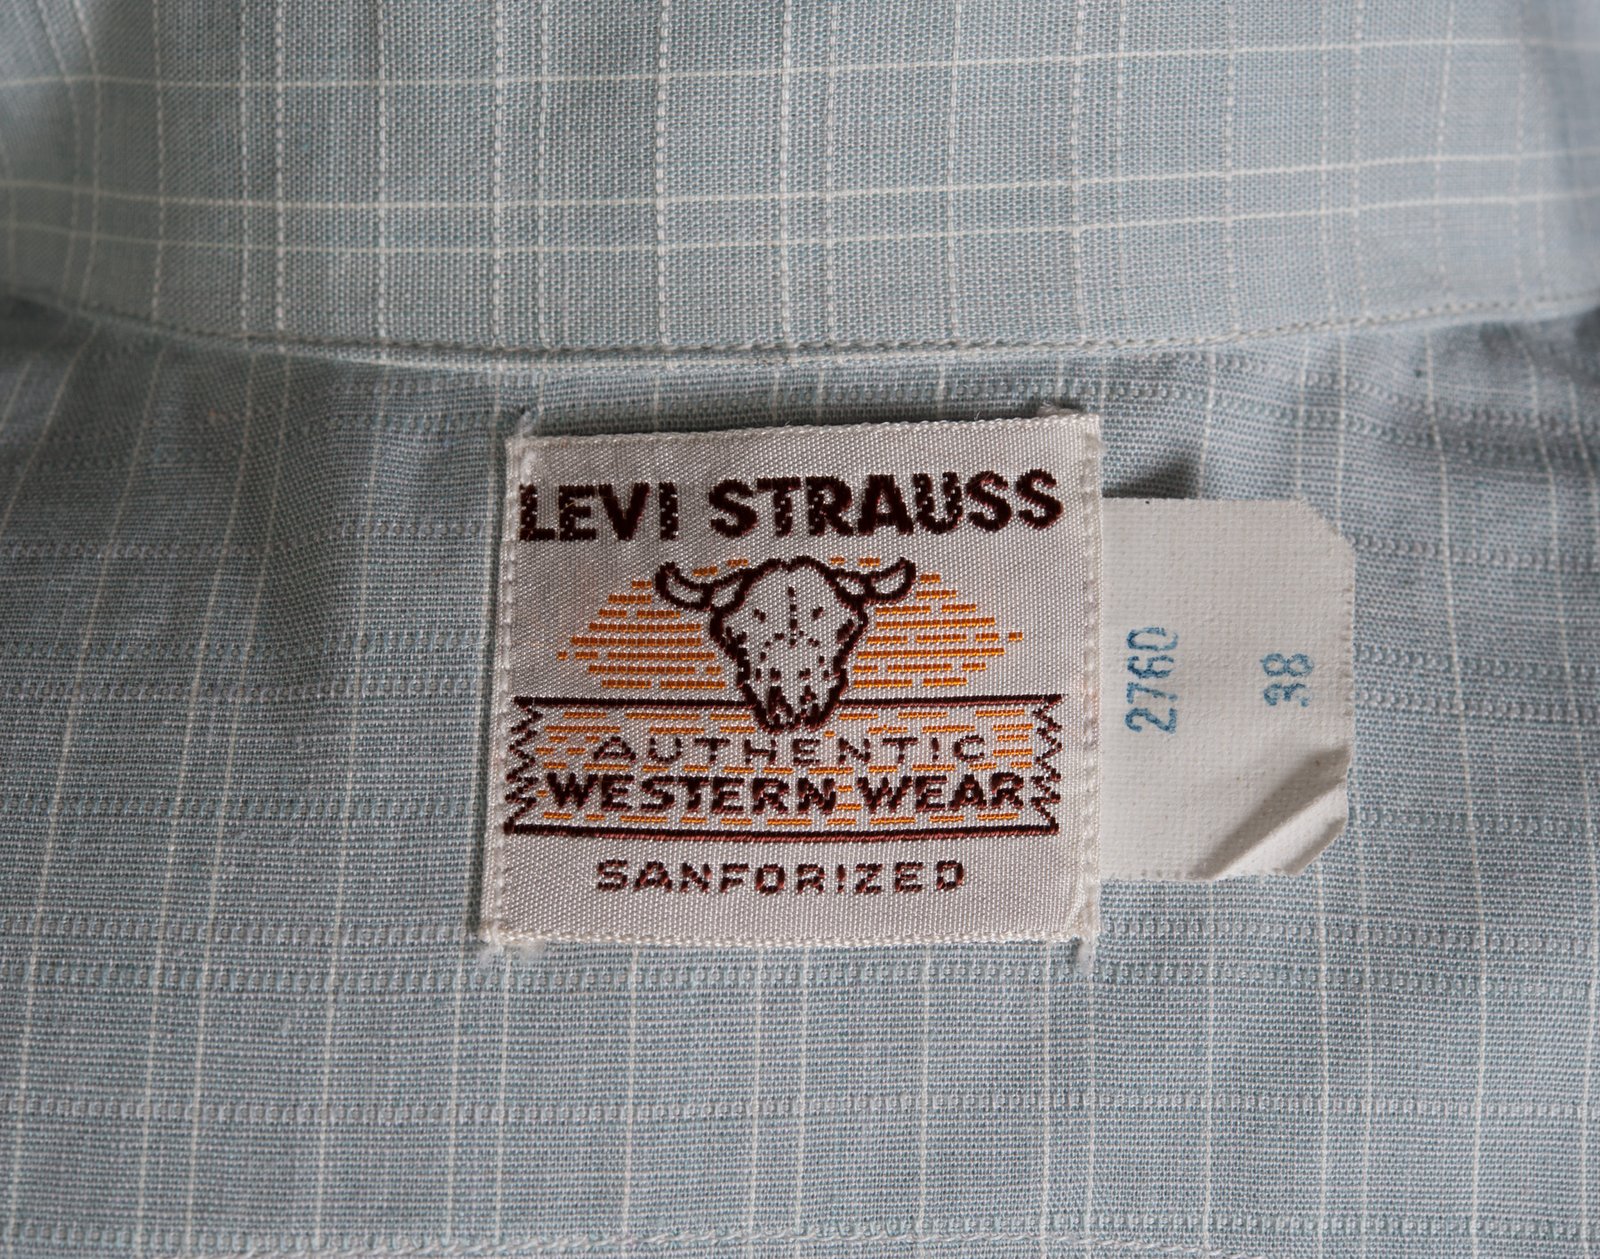 LEVI STRAUSS
AUTHENTIC
WESTERN WEAR
SANFORIZED
2760
38